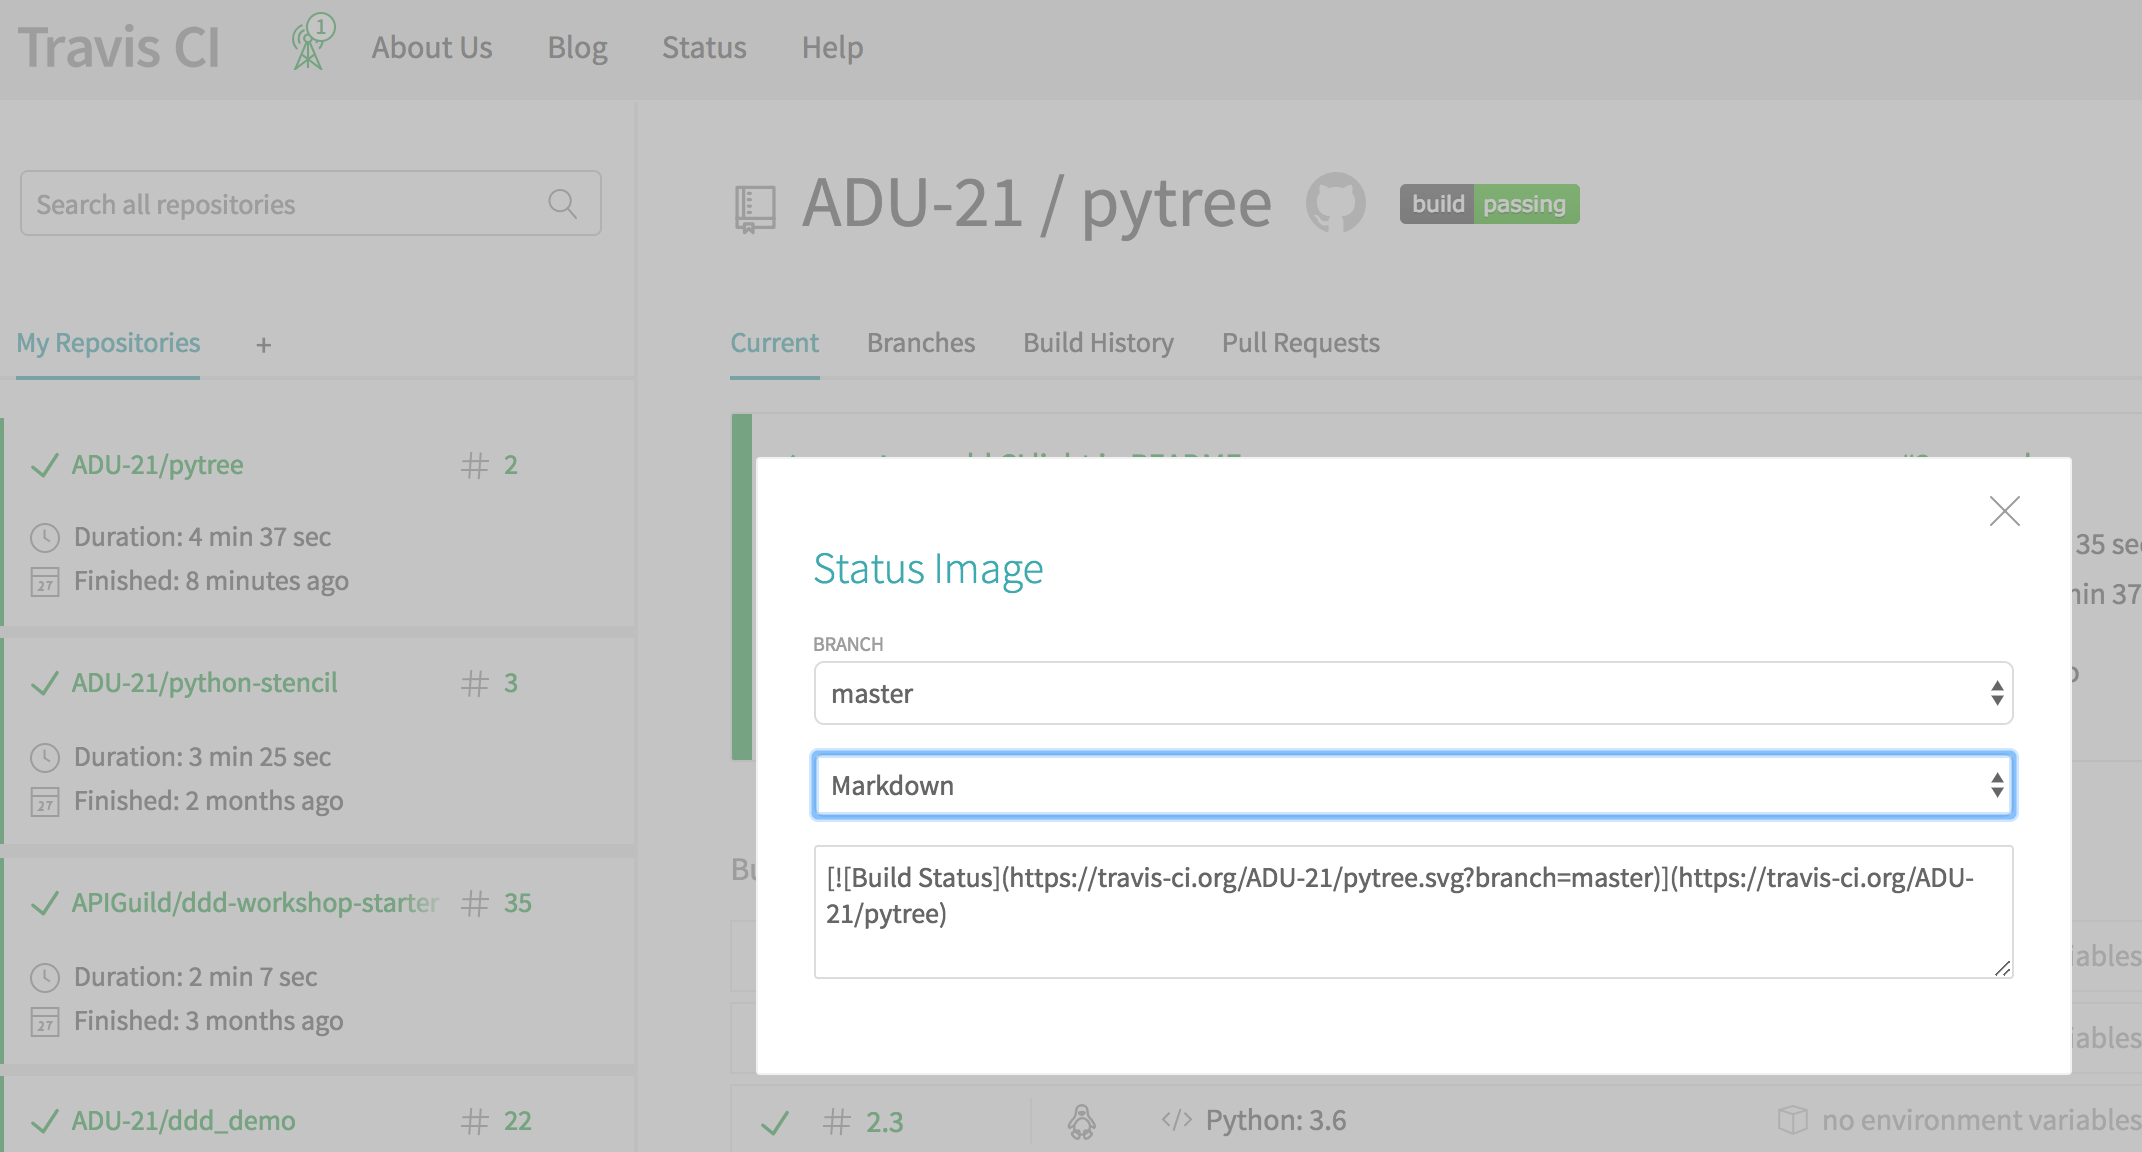 Travis CI
1
About Us
Blog
Status
Help
Search all repositories
ADU-21 / pytree
build passing
My Repositories
+
Current
Branches
Build History
Pull Requests
ADU-21/pytree
# 2
Duration: 4 min 37 sec
27
Finished: 8 minutes ago
ADU-21/python-stencil
# 3
Duration: 3 min 25 sec
27
Finished: 2 months ago
APIGuild/ddd-workshop-starter
# 35
Duration: 2 min 7 sec
27
Finished: 3 months ago
ADU-21/ddd_demo
# 22
35 sec
min 37
Status Image
BRANCH
master
Markdown
[![Build Status](https://travis-ci.org/ADU-21/pytree.svg?branch=master)](https://travis-ci.org/ADU-
21/pytree)
# 2.3
</> Python: 3.6
no environment variables